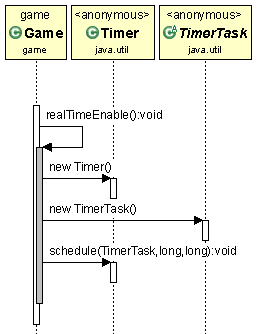 game <anonymous> <anonymous>
Game Timer TimerTask
game java.util java.util
realTimeEnable():void
new Timer()
new TimerTask()
schedule(TimerTask,long,long):void